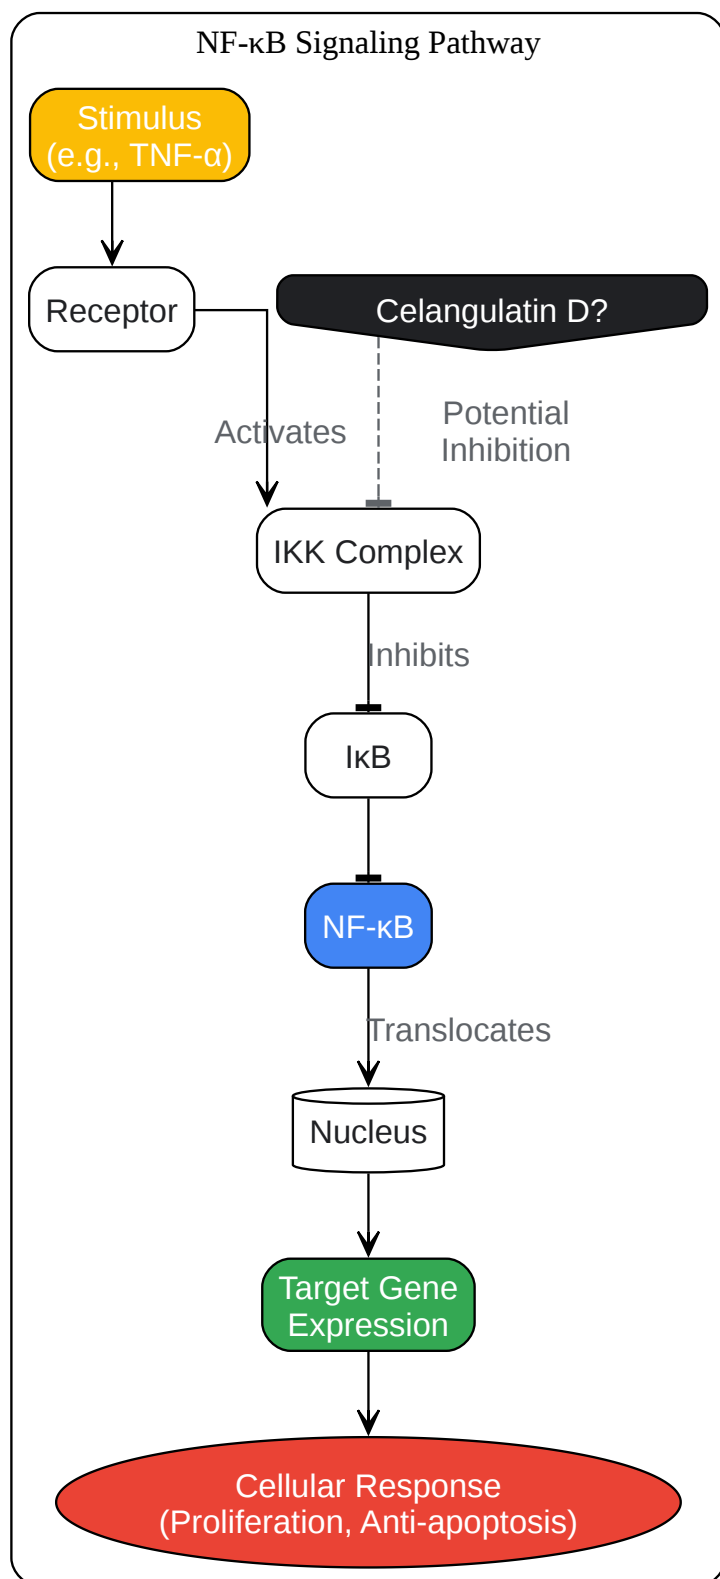 NF-κB Signaling Pathway
Stimulus
(e.g., TNF-α)
Receptor
Celangulatin D?
Activates
Potential
Inhibition
IKK Complex
Inhibits
IκB
NF-κB
Translocates
Nucleus
Target Gene
Expression
Cellular Response
(Proliferation, Anti-apoptosis)